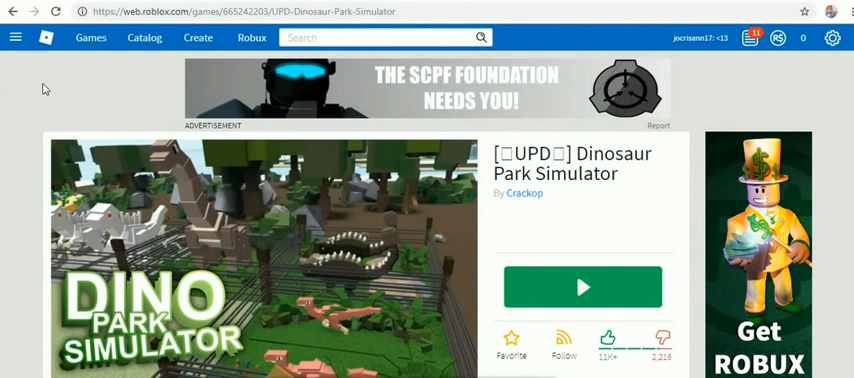 https://web.roblox.com/games/665242203/UPD-Dinosaur-Park-Simulator
Games Catalog Create Robux Search jocrisann17: <13 11 R$ 0
THE SCPF FOUNDATION
NEEDS YOU!
ADVERTISEMENT Report
[□UPD□] Dinosaur
Park Simulator
By Crackop
DINO
PARK
SIMULATOR
Favorite Follow 11K+ 2,216
Get
ROBUX